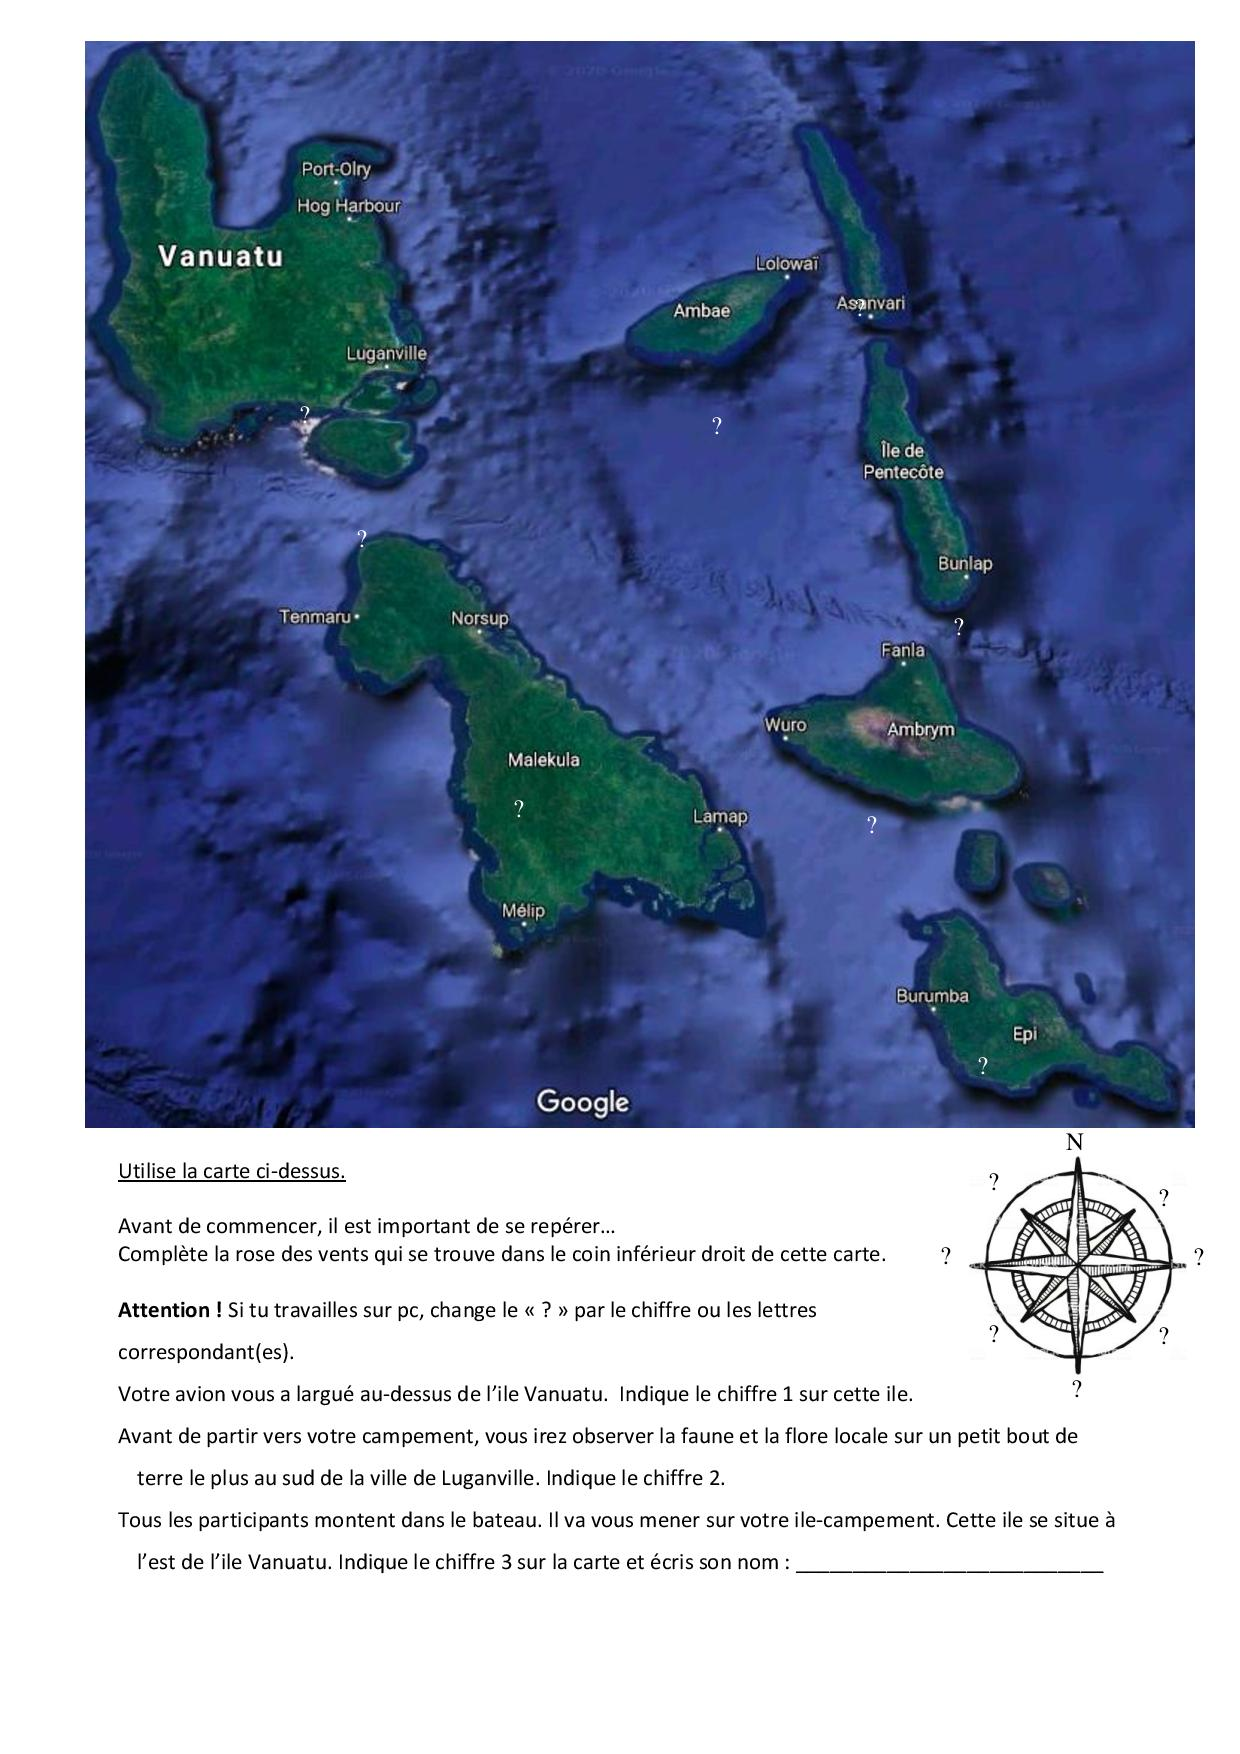 © 2020 Google
Port-Olry
Hog Harbour
Vanuatu
Lolowaï
Ambae
Asanvari
?
Luganville
?
?
Île de
Pentecôte
?
Bunlap
Tenmaru
Norsup
?
Fanla
Wuro
Ambrym
Malekula
?
Lamap
?
Mélip
Burumba
Epi
?
Google
N
Utilise la carte ci-dessus.
?
?
Avant de commencer, il est important de se repérer…
Complète la rose des vents qui se trouve dans le coin inférieur droit de cette carte.
?
?
Attention ! Si tu travailles sur pc, change le « ? » par le chiffre ou les lettres
correspondant(es).
?
?
?
Votre avion vous a largué au-dessus de l’ile Vanuatu. Indique le chiffre 1 sur cette ile.
Avant de partir vers votre campement, vous irez observer la faune et la flore locale sur un petit bout de
terre le plus au sud de la ville de Luganville. Indique le chiffre 2.
Tous les participants montent dans le bateau. Il va vous mener sur votre ile-campement. Cette ile se situe à
l’est de l’ile Vanuatu. Indique le chiffre 3 sur la carte et écris son nom : ____________________________